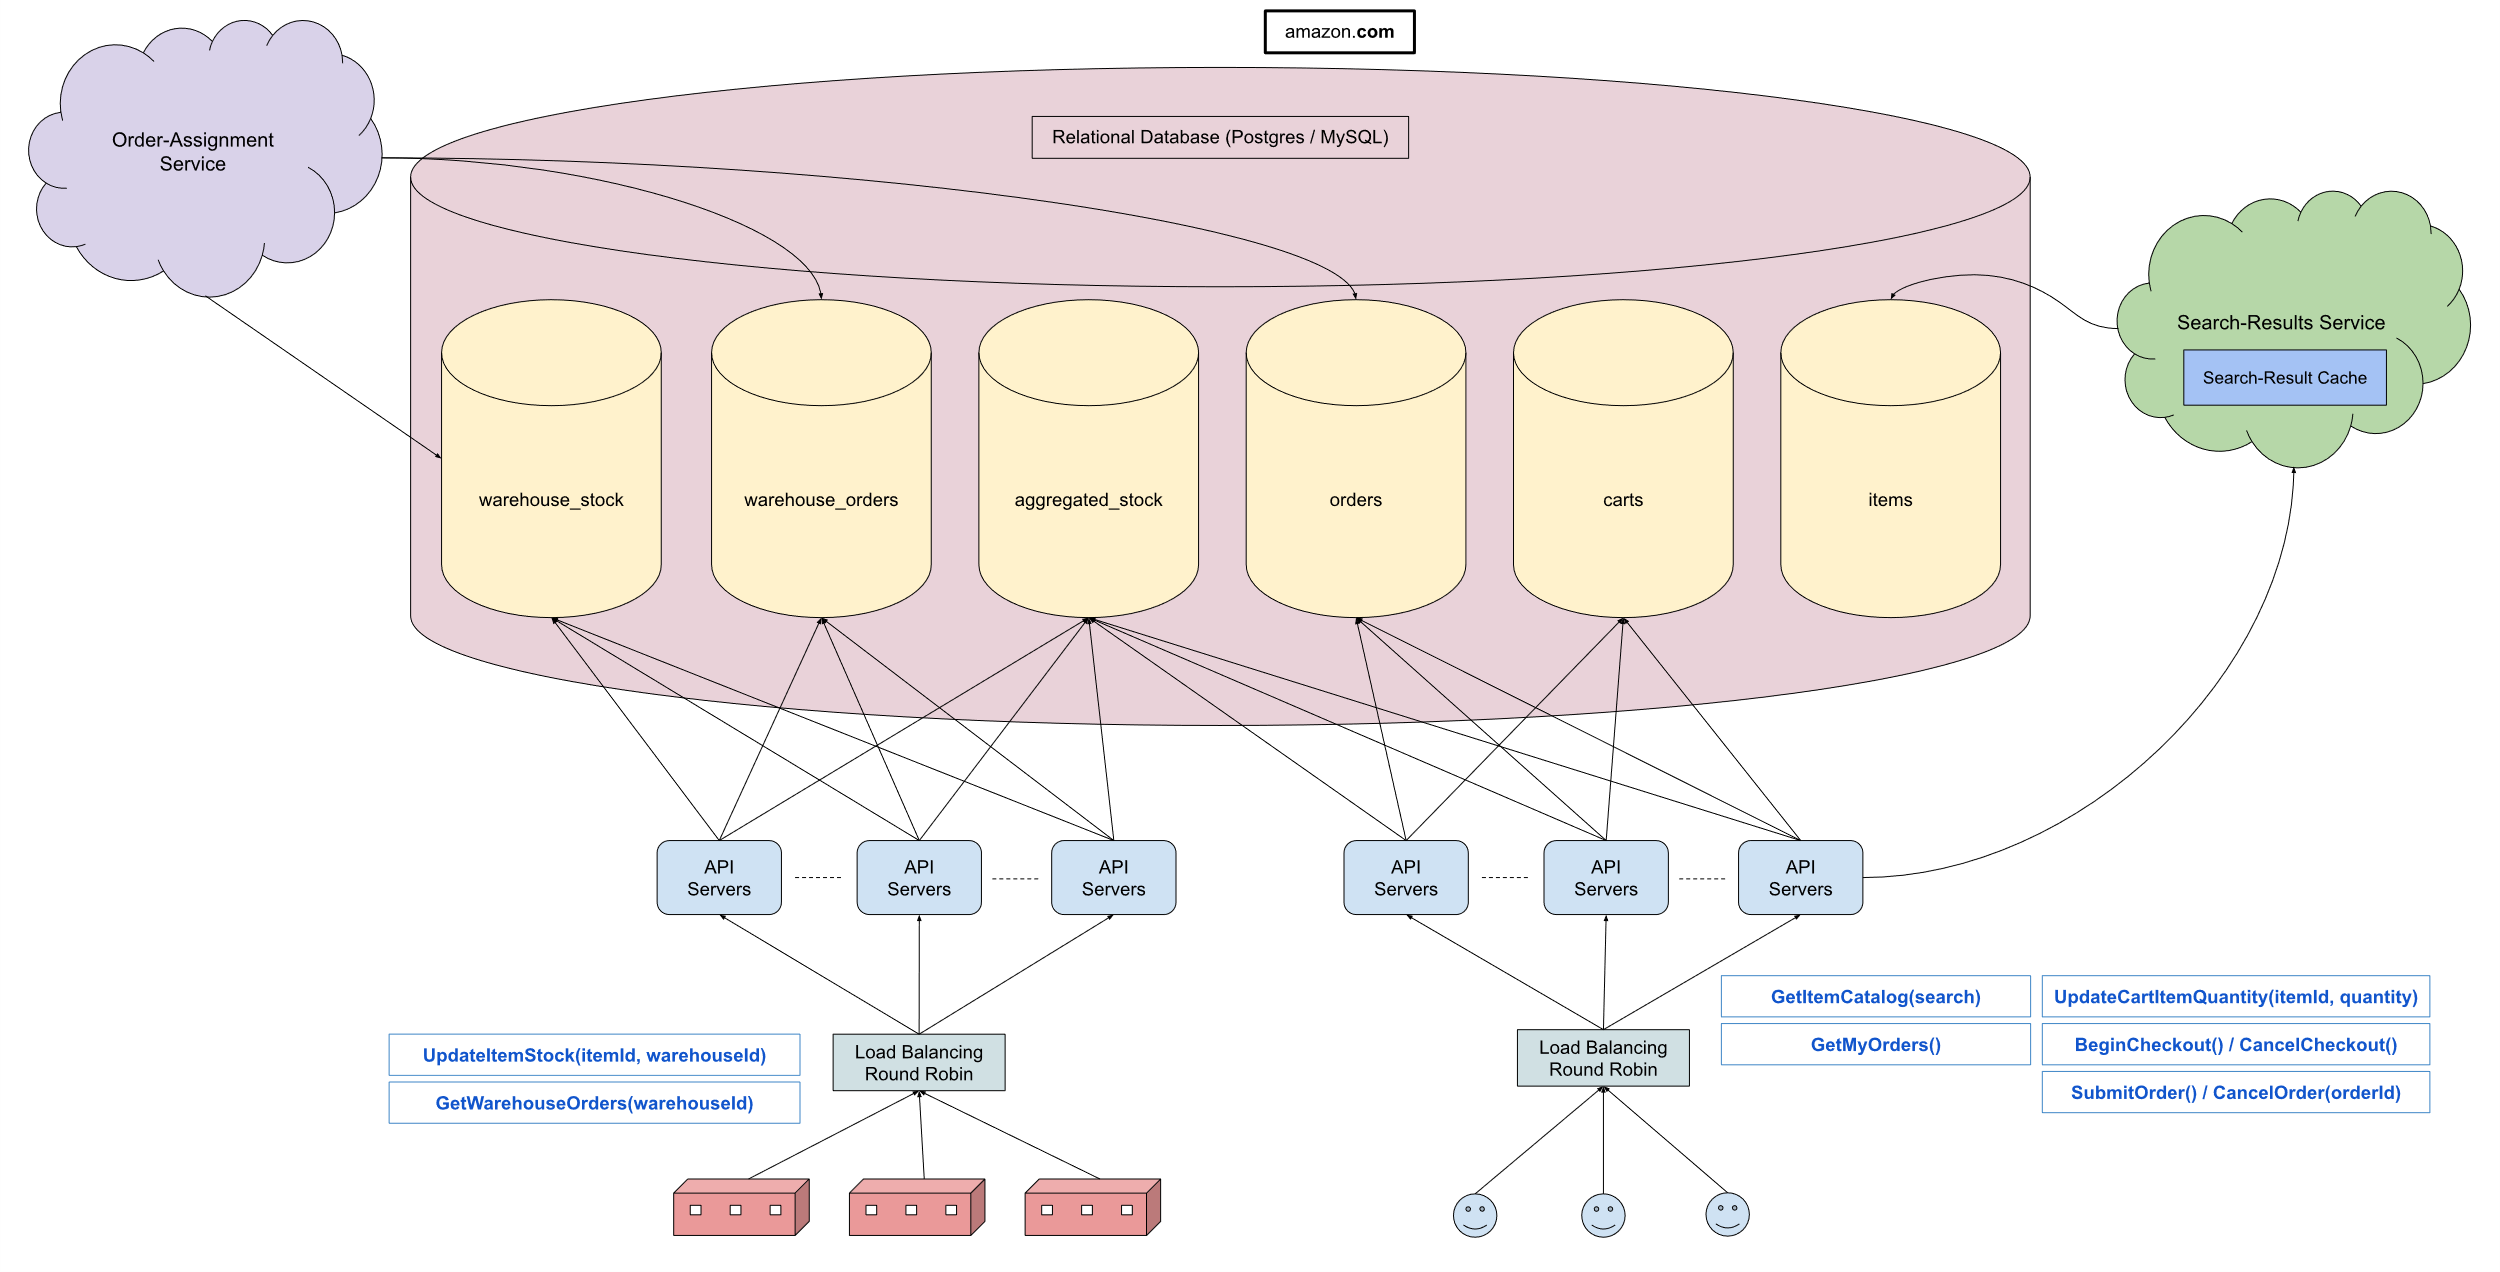 amazon.com
Relational Database (Postgres / MySQL)
Order-Assignment
Service
Search-Results Service
Search-Result Cache
warehouse_stock
warehouse_orders
aggregated_stock
orders
carts
items
API
Servers
API
Servers
API
Servers
API
Servers
API
Servers
API
Servers
UpdateItemStock(itemId, warehouseId)
GetWarehouseOrders(warehouseId)
Load Balancing
Round Robin
Load Balancing
Round Robin
GetItemCatalog(search)
GetMyOrders()
UpdateCartItemQuantity(itemId, quantity)
BeginCheckout() / CancelCheckout()
SubmitOrder() / CancelOrder(orderId)